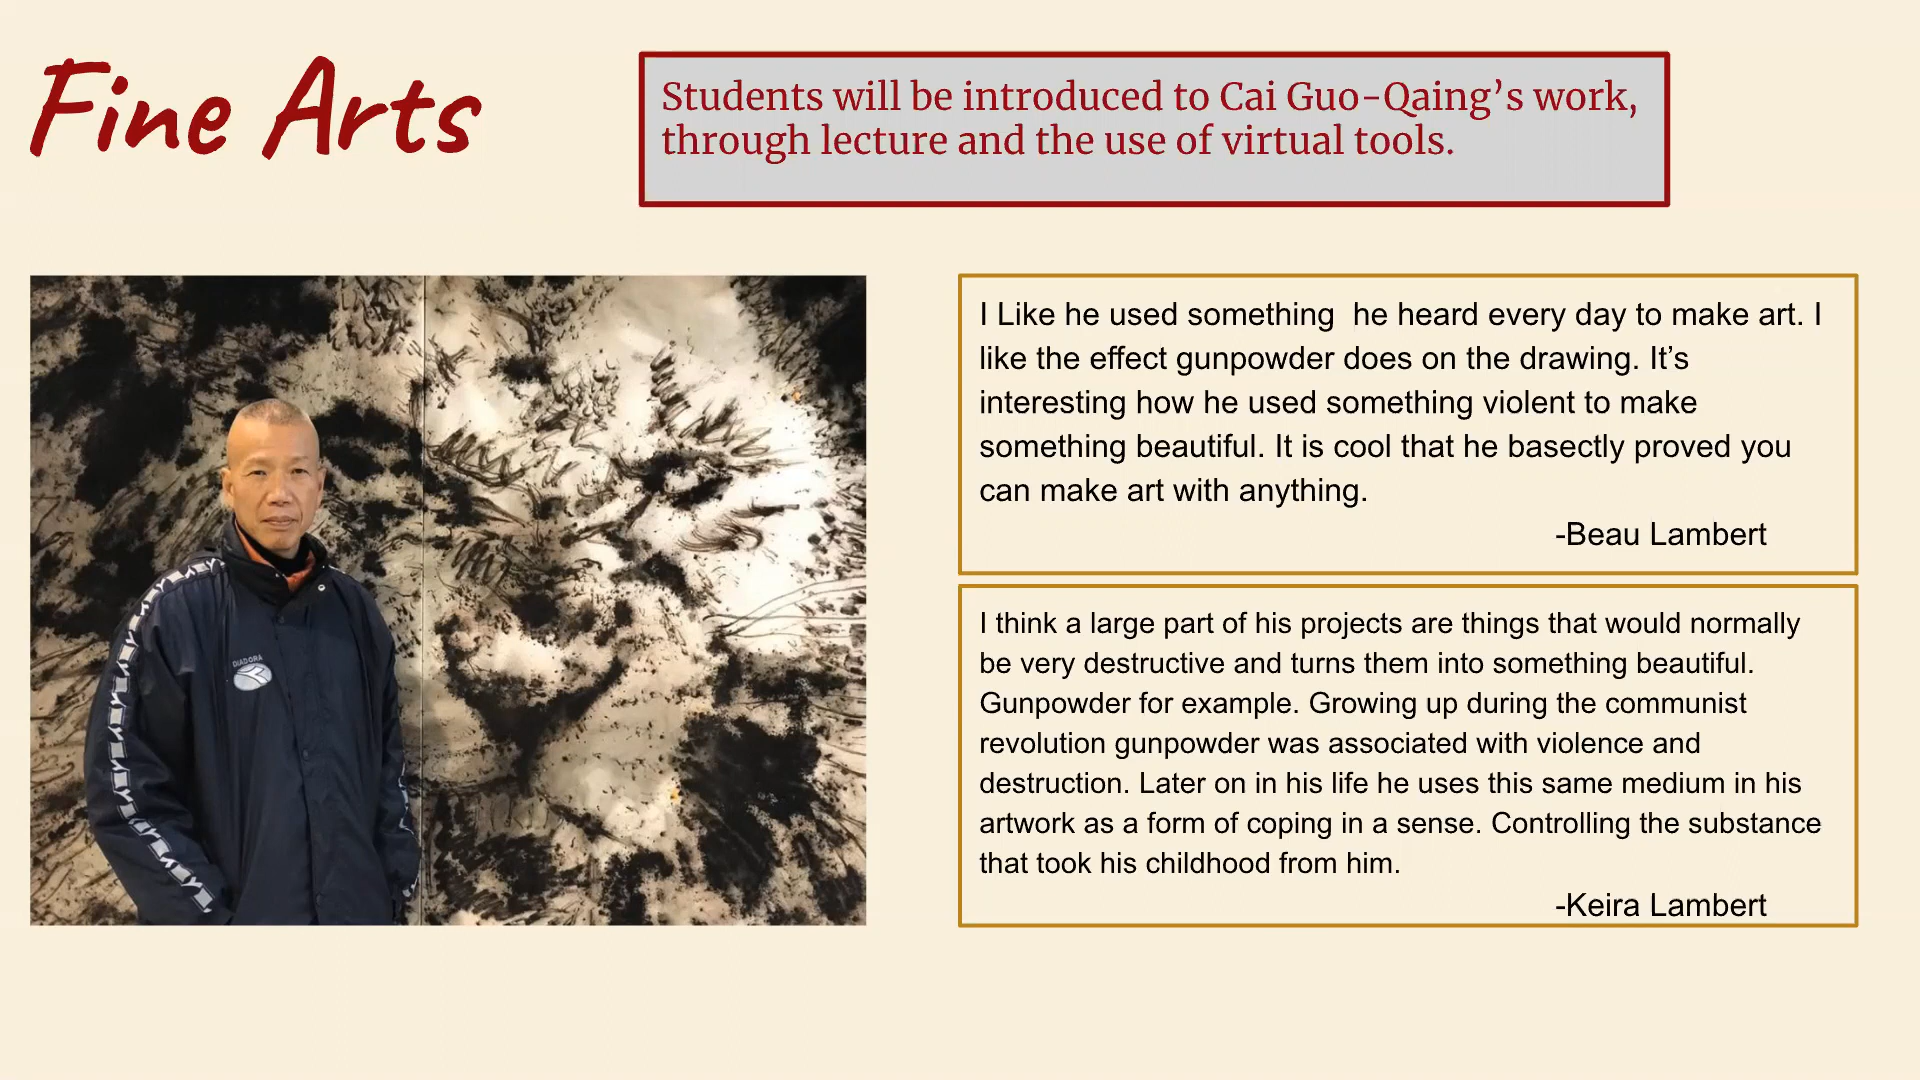 Fine Arts
Students will be introduced to Cai Guo-Qaing’s work,
through lecture and the use of virtual tools.
I Like he used something  he heard every day to make art. I
like the effect gunpowder does on the drawing. It’s
interesting how he used something violent to make
something beautiful. It is cool that he basectly proved you
can make art with anything.
-Beau Lambert
I think a large part of his projects are things that would normally
be very destructive and turns them into something beautiful.
Gunpowder for example. Growing up during the communist
revolution gunpowder was associated with violence and
destruction. Later on in his life he uses this same medium in his
artwork as a form of coping in a sense. Controlling the substance
that took his childhood from him.
-Keira Lambert
DIADORA